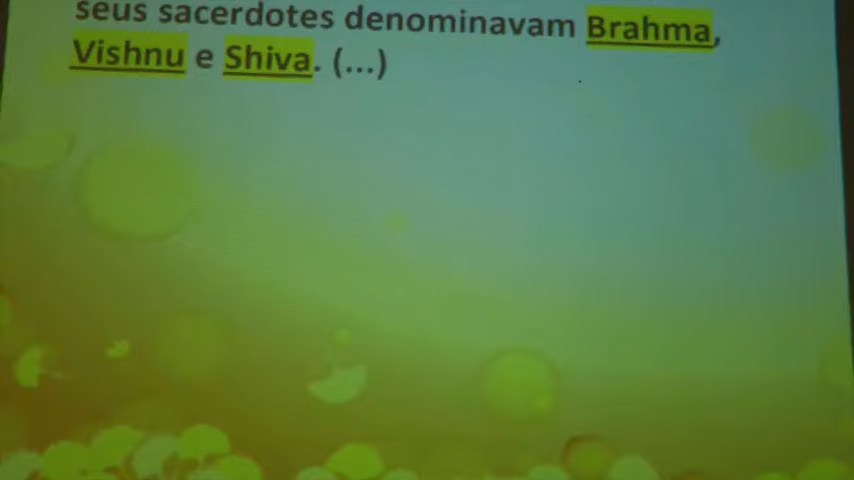 seus sacerdotes denominavam Brahma,
Vishnu e Shiva. (...)